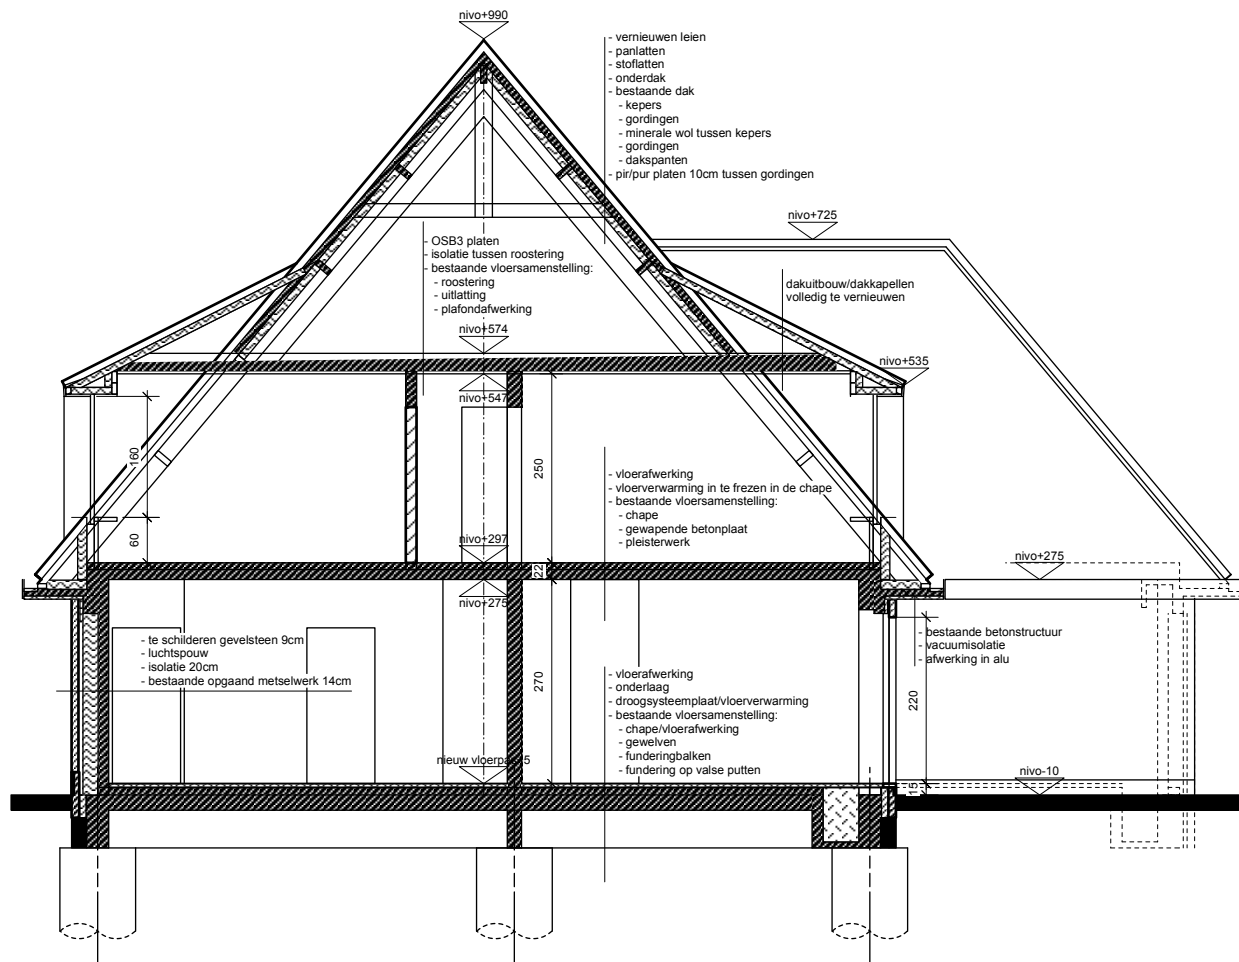 nivo+990
- vernieuwen leien
- panlatten
- stoflatten
- onderdak
- bestaande dak
- kepers
- gordingen
- minerale wol tussen kepers
- gordingen
- dakspanten
- pir/pur platen 10cm tussen gordingen
nivo+725
- OSB3 platen
- isolatie tussen roostering
- bestaande vloersamenstelling:
- roostering
- uitlatting
- plafondafwerking
dakuitbouw/dakkapellen
volledig te vernieuwen
nivo+574
nivo+535
nivo+547
160
250
- vloerafwerking
- vloerverwarming in te frezen in de chape
- bestaande vloersamenstelling:
- chape
- gewapende betonplaat
- pleisterwerk
60
nivo+297
22
nivo+275
nivo+275
- te schilderen gevelsteen 9cm
- luchtspouw
- isolatie 20cm
- bestaande opgaand metselwerk 14cm
- bestaande betonstructuur
- vacuumisolatie
- afwerking in alu
270
- vloerafwerking
- onderlaag
- droogsysteemplaat/vloerverwarming
- bestaande vloersamenstelling:
- chape/vloerafwerking
- gewelven
- funderingbalken
- fundering op valse putten
220
nieuw
15
nivo-10